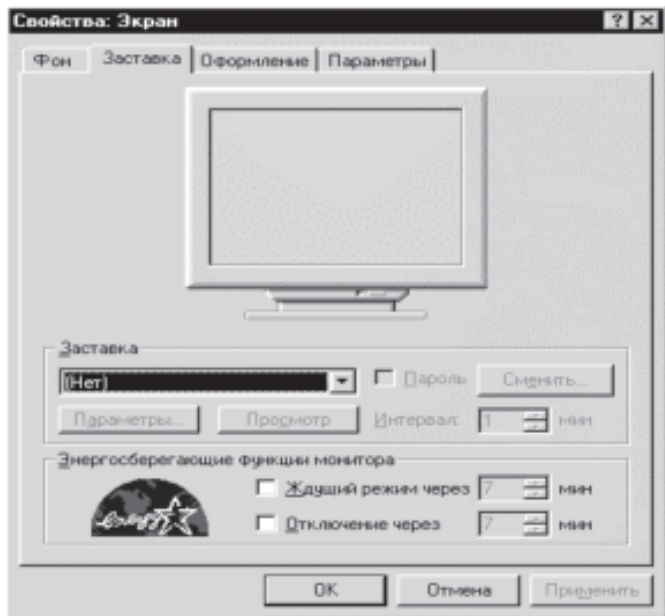 Свойства: Экран
Фон Заставка Оформление Параметры
Заставка
(Нет) Пароль Сменить...
Параметры... Просмотр Интервал: 1 мин
Энергосберегающие функции монитора
Ждущий режим через 7 мин
energy Отключение через 7 мин
OK Отмена Применить